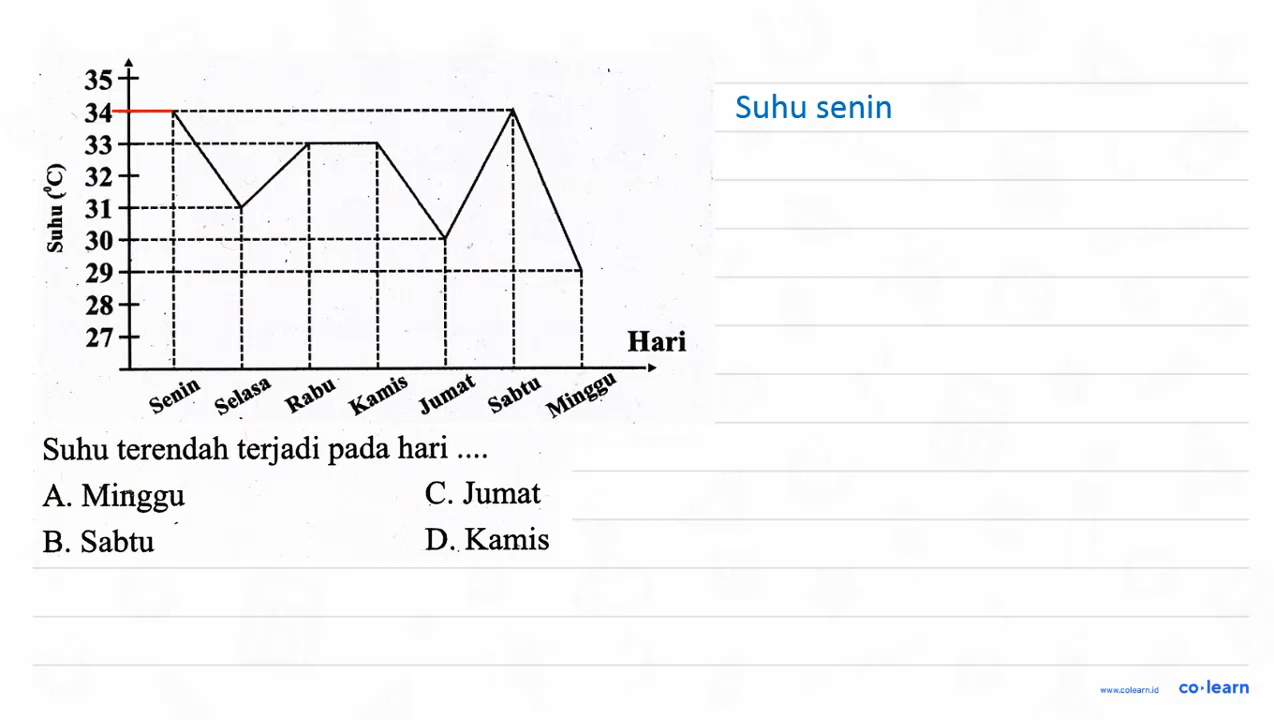 Suhu senin
35
34
33
32
31
30
29
28
27
Suhu (⁰C)
Hari
Senin
Selasa
Rabu
Kamis
Jumat
Sabtu
Minggu
Suhu terendah terjadi pada hari ....
A. Minggu
C. Jumat
B. Sabtu
D. Kamis
www.colearn.id
co·learn